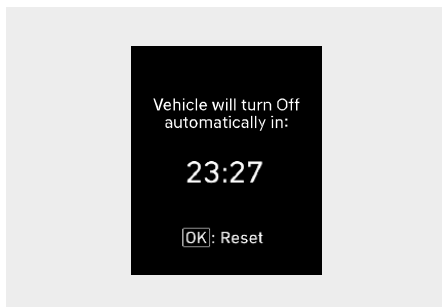 Vehicle will turn Off
automatically in:
23:27
OK: Reset